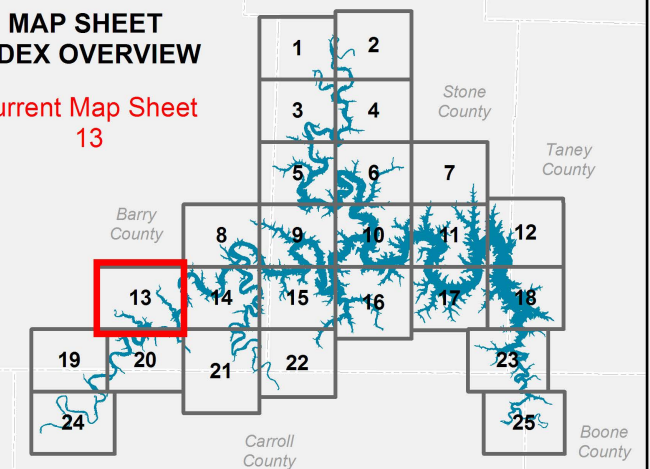 MAP SHEET
DEX OVERVIEW
urrent Map Sheet
13
1 2
Stone
County
3 4
Taney
County
5 6 7
Barry
County
8 9 10 11 12
13 14 15 16 17 18
19 20 21 22 23
24 25
Carroll
County
Boone
County